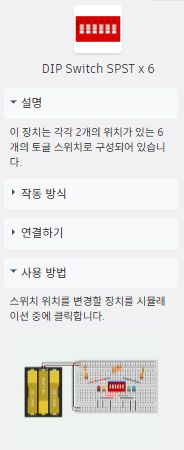 DIP Switch SPST x 6
설명
이 장치는 각각 2개의 위치가 있는 6
개의 토글 스위치로 구성되어 있습니
다.
작동 방식
연결하기
사용 방법
스위치 위치를 변경할 장치를 시뮬레
이션 중에 클릭합니다.